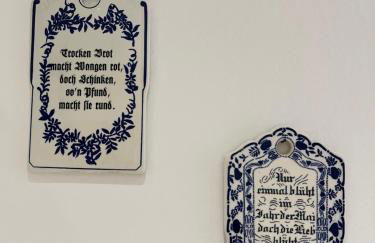 Trocken Brot
macht Wangen rot,
doch Schinken,
so'n Pfund,
macht sie rund.
Nur
einmal blüht
im
Jahr der Mai
doch die Lieb
blüht